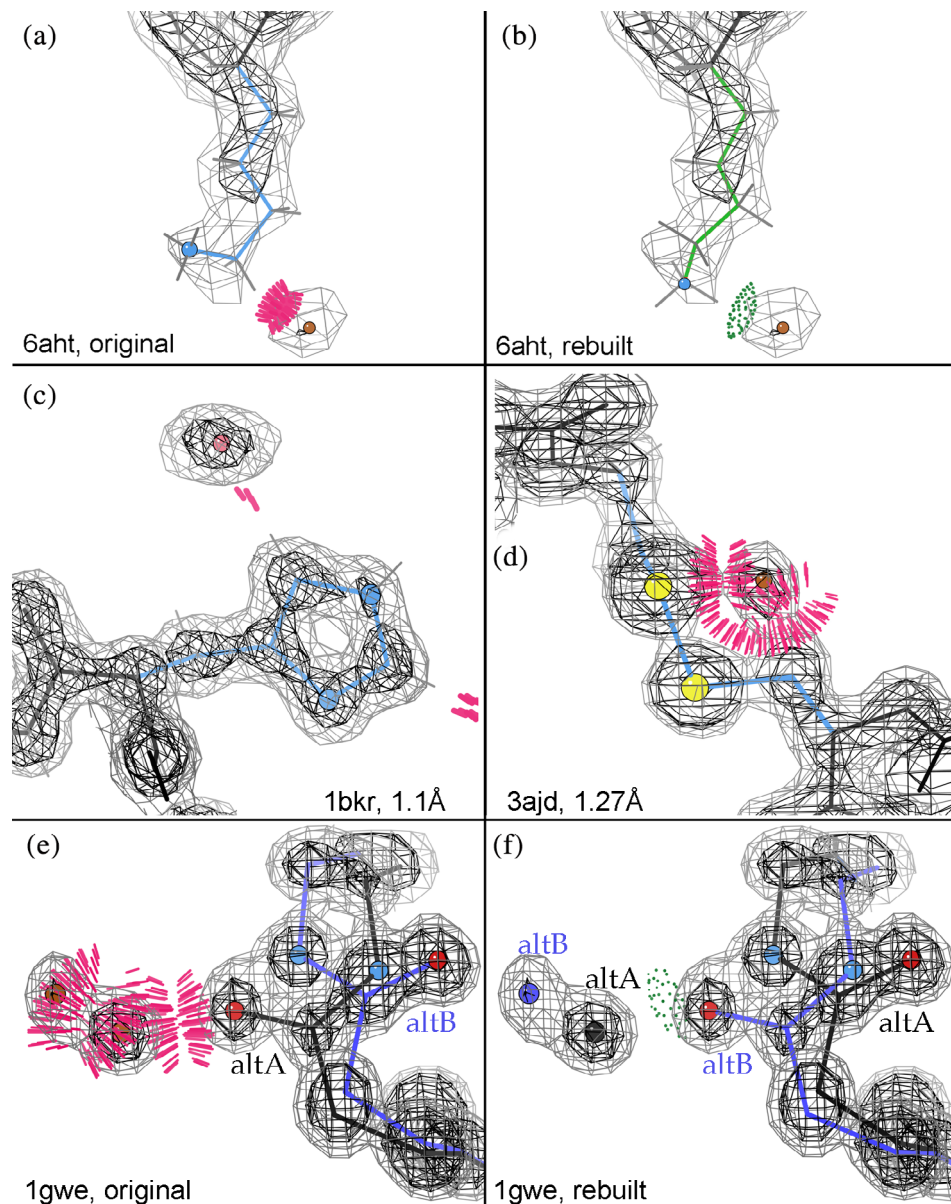 (a)
(b)
6aht, original
6aht, rebuilt
(c)
(d)
1bkr, 1.1Å
3ajd, 1.27Å
(e)
(f)
altB
altA
altA
altB
altA
altB
1gwe, original
1gwe, rebuilt